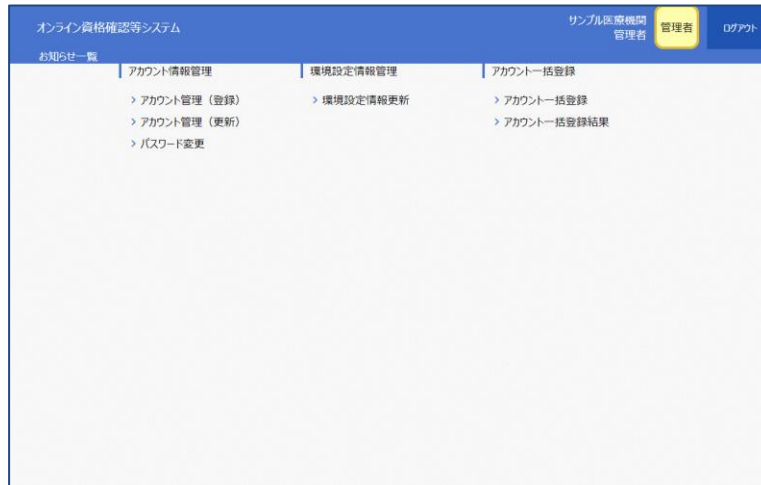 オンライン資格確認等システム
サンプル医療機関
管理者
管理者
ログアウト
お知らせ一覧
アカウント情報管理
環境設定情報管理
アカウント一括登録
> アカウント管理（登録）
> 環境設定情報更新
> アカウント一括登録
> アカウント管理（更新）
> アカウント一括登録結果
> パスワード変更